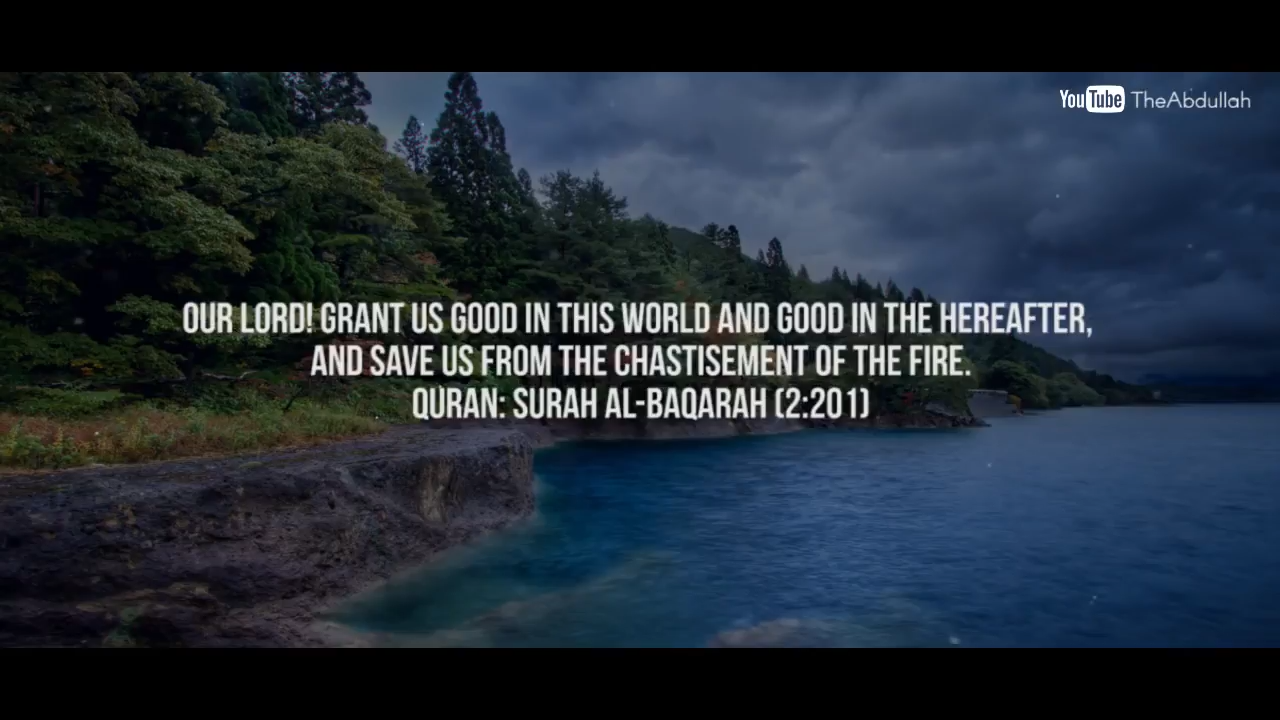 YouTube TheAbdullah
OUR LORD! GRANT US GOOD IN THIS WORLD AND GOOD IN THE HEREAFTER,
AND SAVE US FROM THE CHASTISEMENT OF THE FIRE.
QURAN: SURAH AL-BAQARAH (2:201)